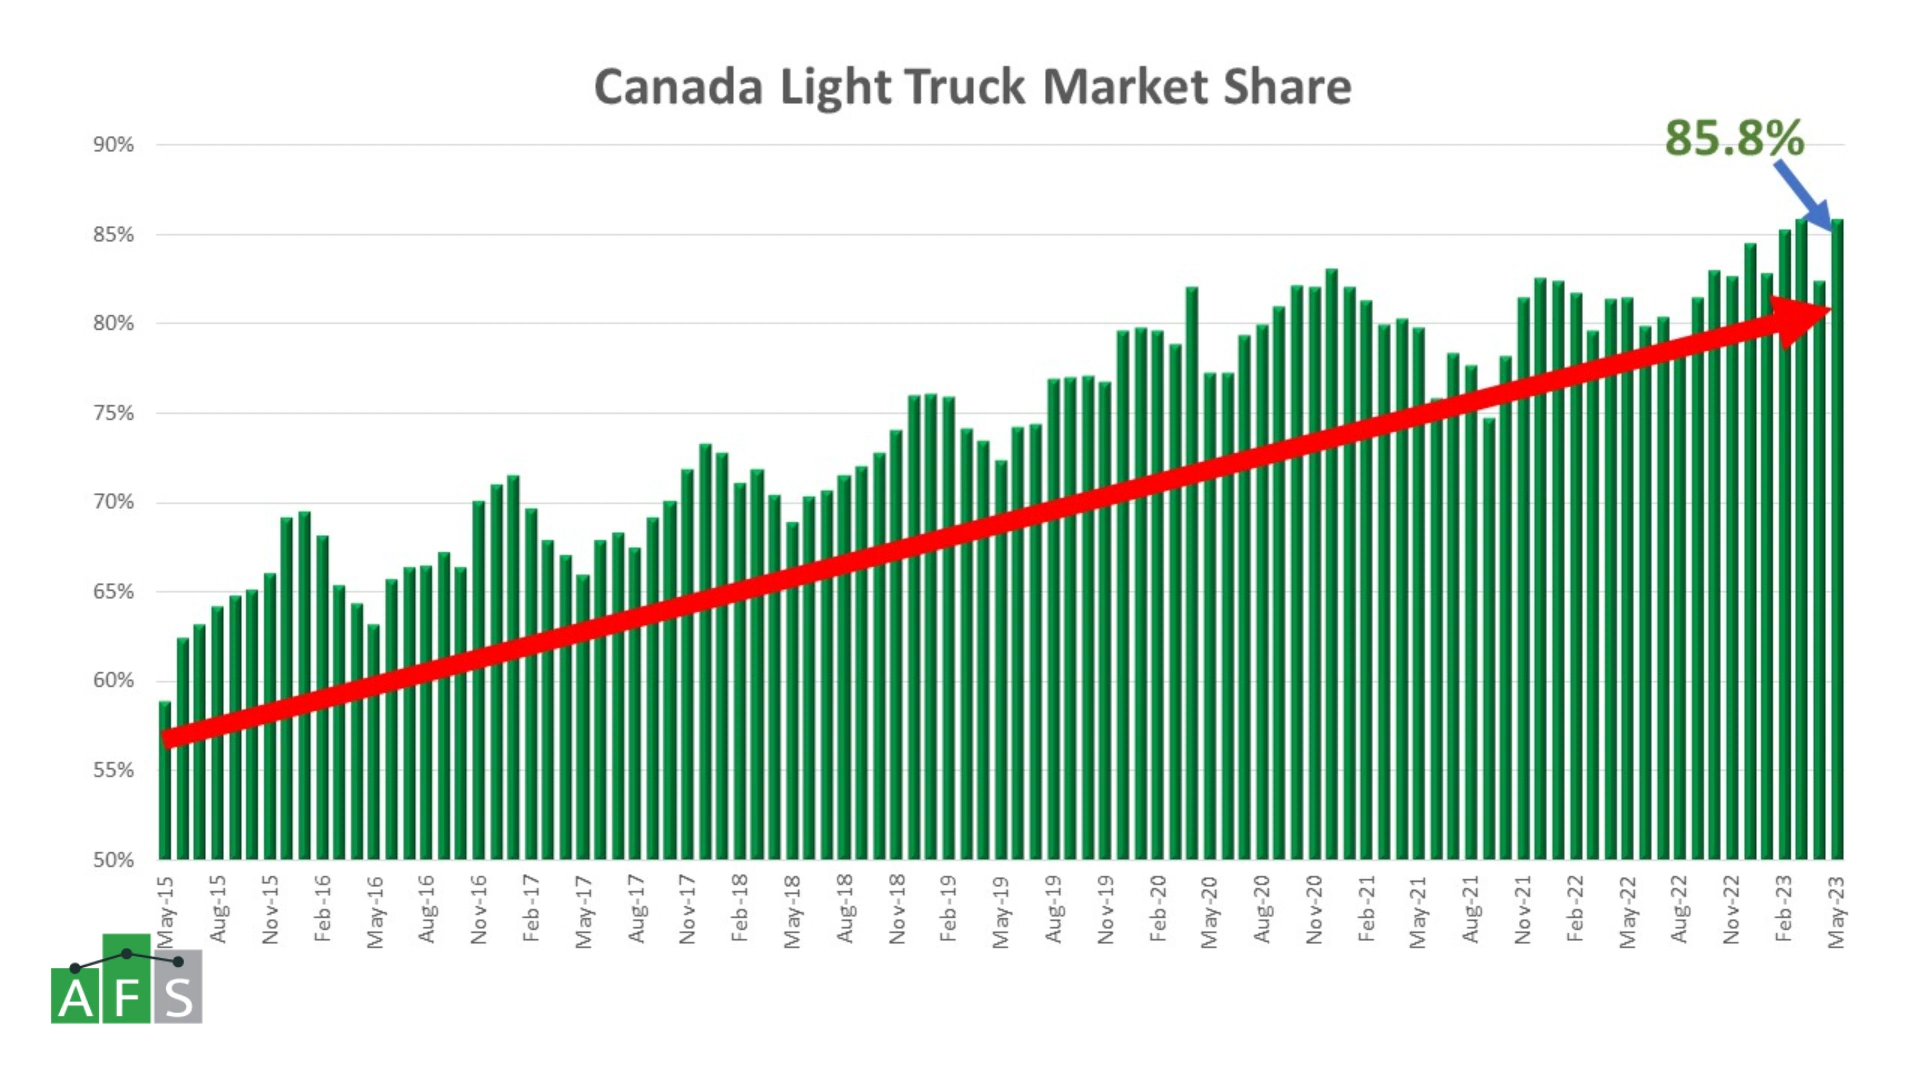 Canada Light Truck Market Share
85.8%
90%
85%
80%
75%
70%
65%
60%
55%
50%
May-15
Aug-15
Nov-15
Feb-16
May-16
Aug-16
Nov-16
Feb-17
May-17
Aug-17
Nov-17
Feb-18
May-18
Aug-18
Nov-18
Feb-19
May-19
Aug-19
Nov-19
Feb-20
May-20
Aug-20
Nov-20
Feb-21
May-21
Aug-21
Nov-21
Feb-22
May-22
Aug-22
Nov-22
Feb-23
May-23
AFS